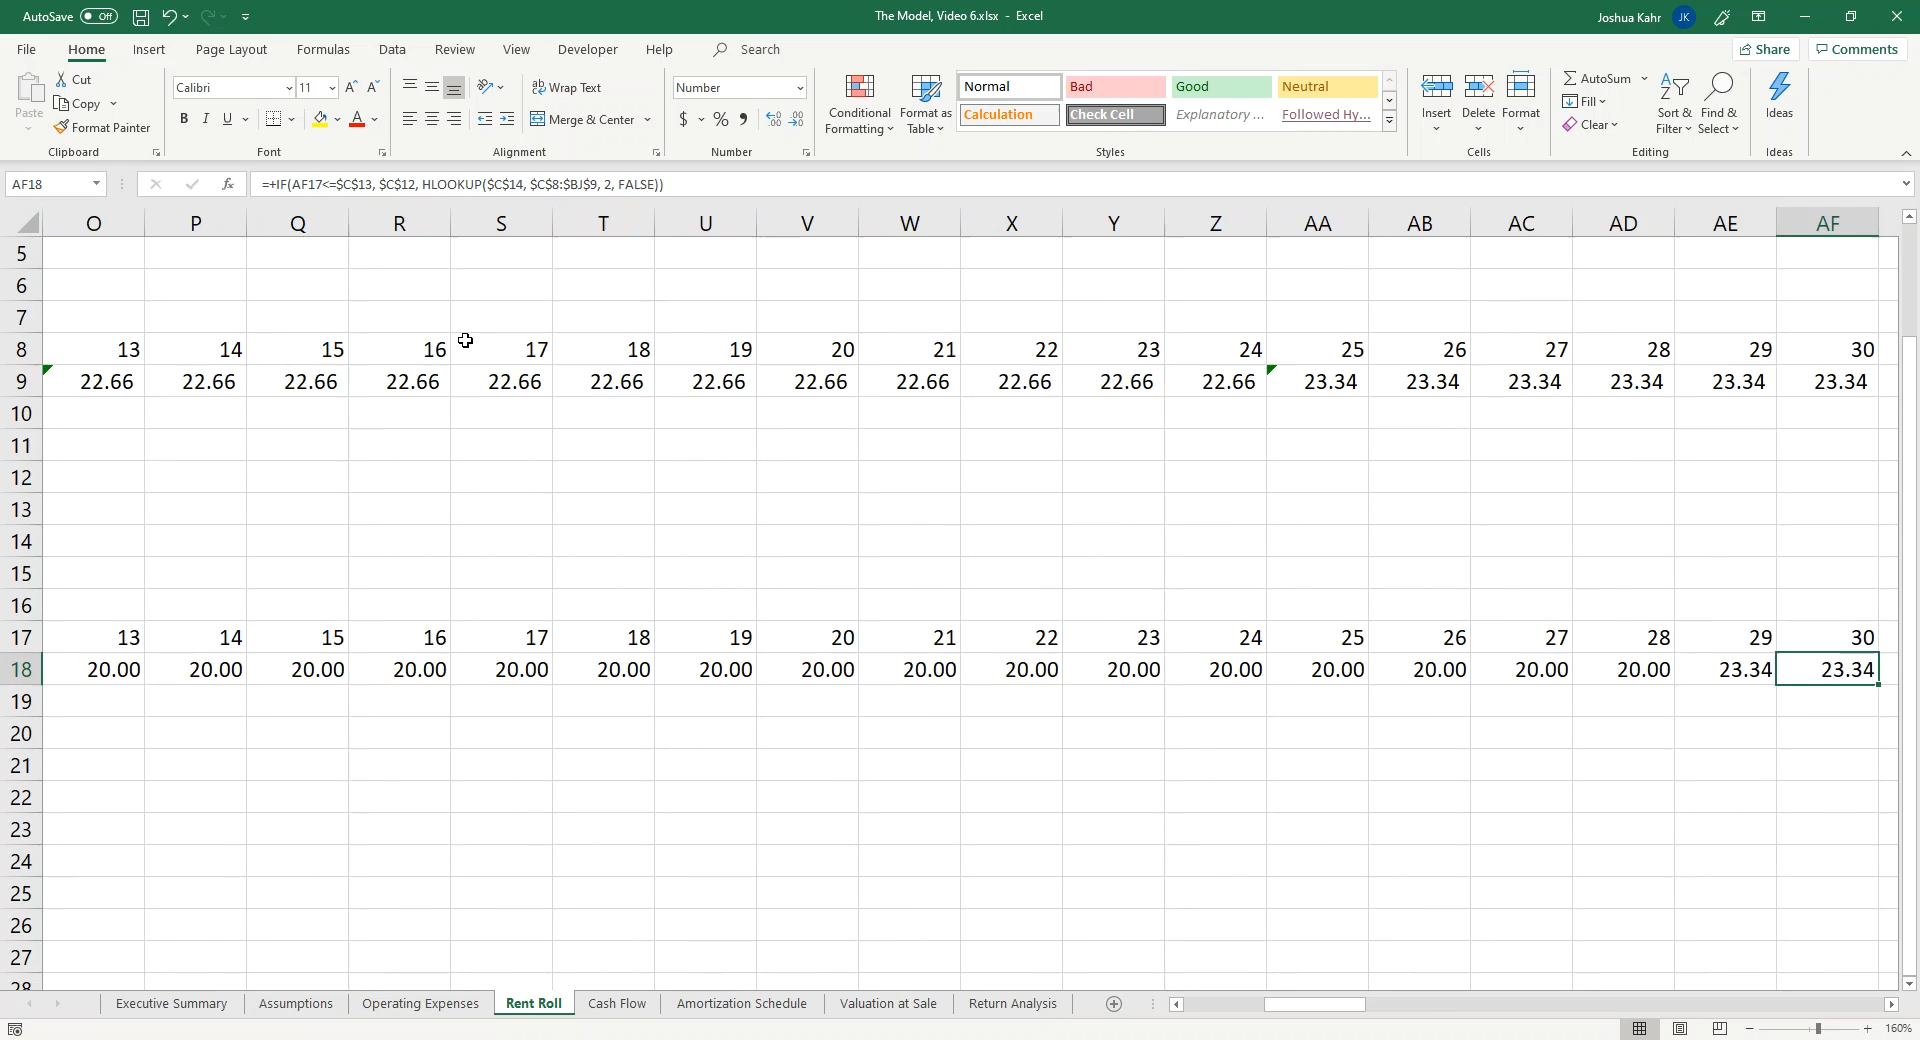 AutoSave Off The Model, Video 6.xlsx - Excel Joshua Kahr JK
File Home Insert Page Layout Formulas Data Review View Developer Help Search Share Comments
Paste Cut Copy Format Painter
Clipboard
Calibri 11
B I U A
Font
Wrap Text
Merge & Center
Alignment
Number
$ % ,
Number
Conditional Formatting
Format as Table
Normal Bad Good Neutral
Calculation Check Cell Explanatory ... Followed Hy...
Styles
Insert Delete Format
Cells
AutoSum
Fill
Clear
Sort & Filter
Find & Select
Editing
Ideas
Ideas
AF18 fx =+IF(AF17<=$C$13, $C$12, HLOOKUP($C$14, $C$8:$BJ$9, 2, FALSE))
O P Q R S T U V W X Y Z AA AB AC AD AE AF
5
6
7
8 13 14 15 16 17 18 19 20 21 22 23 24 25 26 27 28 29 30
9 22.66 22.66 22.66 22.66 22.66 22.66 22.66 22.66 22.66 22.66 22.66 22.66 23.34 23.34 23.34 23.34 23.34 23.34
10
11
12
13
14
15
16
17 13 14 15 16 17 18 19 20 21 22 23 24 25 26 27 28 29 30
18 20.00 20.00 20.00 20.00 20.00 20.00 20.00 20.00 20.00 20.00 20.00 20.00 20.00 20.00 20.00 20.00 23.34 23.34
19
20
21
22
23
24
25
26
27
28
Executive Summary Assumptions Operating Expenses Rent Roll Cash Flow Amortization Schedule Valuation at Sale Return Analysis
160%